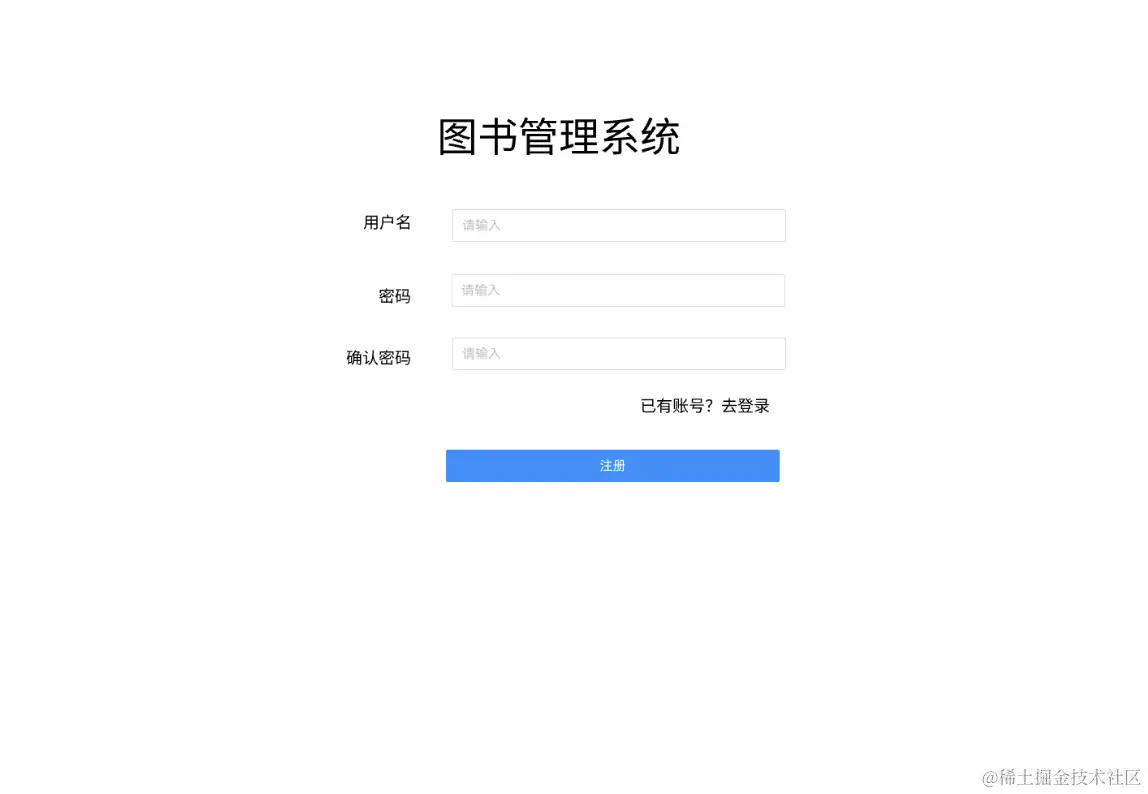 图书管理系统
用户名 请输入
密码 请输入
确认密码 请输入
已有账号？去登录
注册
@稀土掘金技术社区